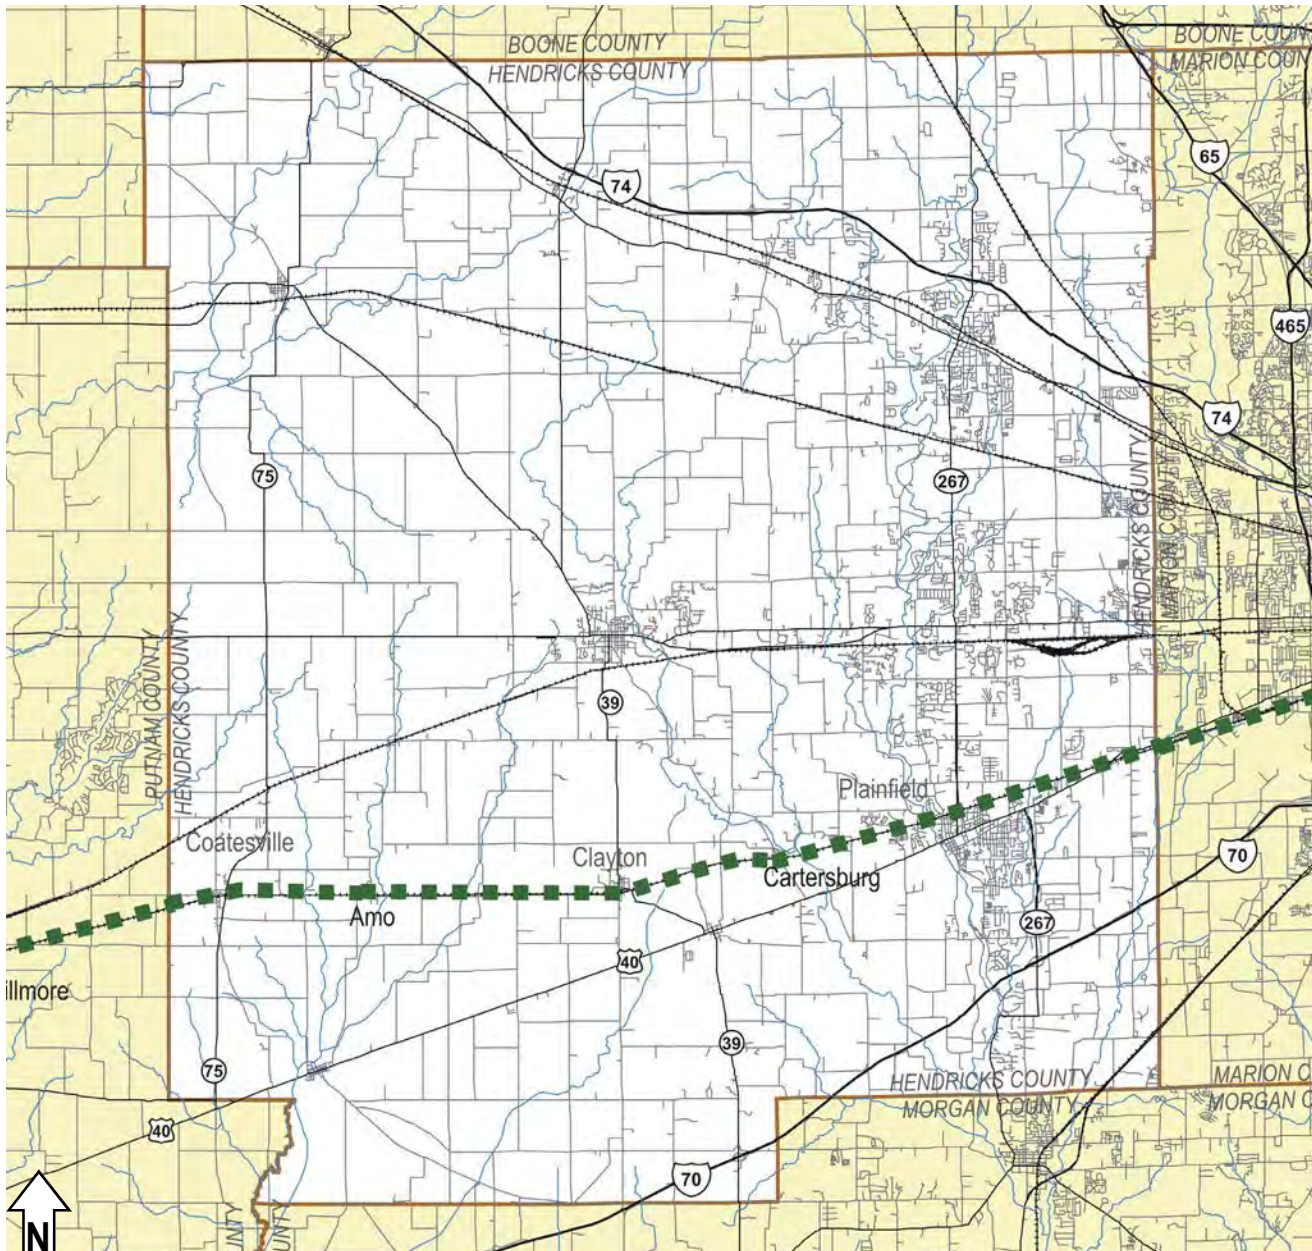 BOONE COUNTY
HENDRICKS COUNTY
BOONE COUN
MARION COUN
65
74
465
74
75
267
HENDRICKS COUNTY
MARION COUNTY
PUTNAM COUNTY
HENDRICKS COUNTY
39
Plainfield
Coatesville
Clayton
70
Cartersburg
Amo
267
40
illmore
39
75
HENDRICKS COUNTY
MORGAN COUNTY
MARION C
MORGAN C
40
70
N
UNTY
UNTY